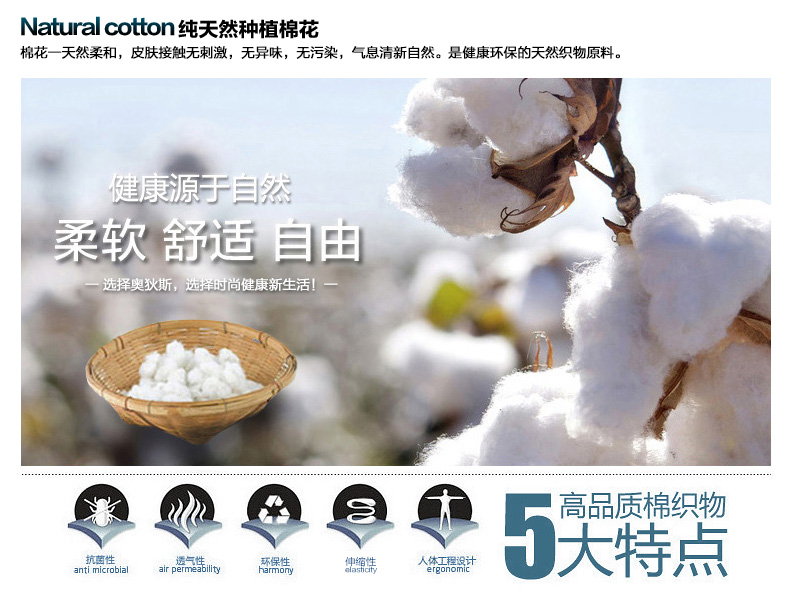 Natural cotton 纯天然种植棉花
棉花—天然柔和，皮肤接触无刺激，无异味，无污染，气息清新自然。是健康环保的天然织物原料。
健康源于自然
柔软 舒适 自由
— 选择奥狄斯，选择时尚健康新生活！—
抗菌性
anti microbial
透气性
air permeability
环保性
harmony
伸缩性
elasticity
人体工程设计
ergonomic
5
高品质棉织物
大特点